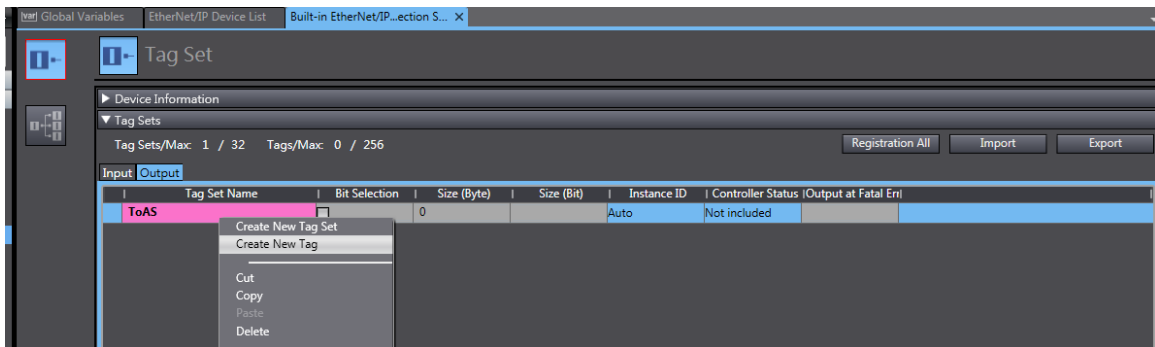 var Global Variables EtherNet/IP Device List Built-in EtherNet/IP...ection S... X
Tag Set
Device Information
Tag Sets
Tag Sets/Max: 1 / 32 Tags/Max: 0 / 256 Registration All Import Export
Input Output
Tag Set Name | Bit Selection | Size (Byte) | Size (Bit) | Instance ID | Controller Status |Output at Fatal Err|
ToAS 0 Auto Not included
Create New Tag Set
Create New Tag
Cut
Copy
Paste
Delete